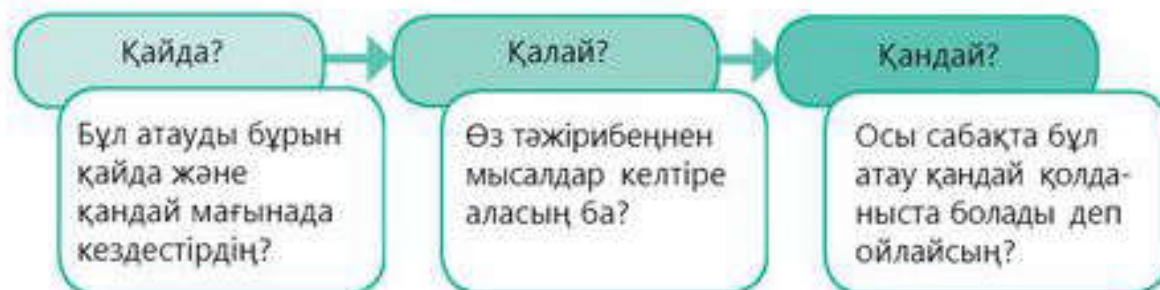 Қайда?
Бұл атауды бұрын
қайда және
қандай мағынада
кездестірдің?
Қалай?
Өз тәжірибеңнен
мысалдар келтіре
аласың ба?
Қандай?
Осы сабақта бұл
атау қандай қолда-
ныста болады деп
ойлайсың?